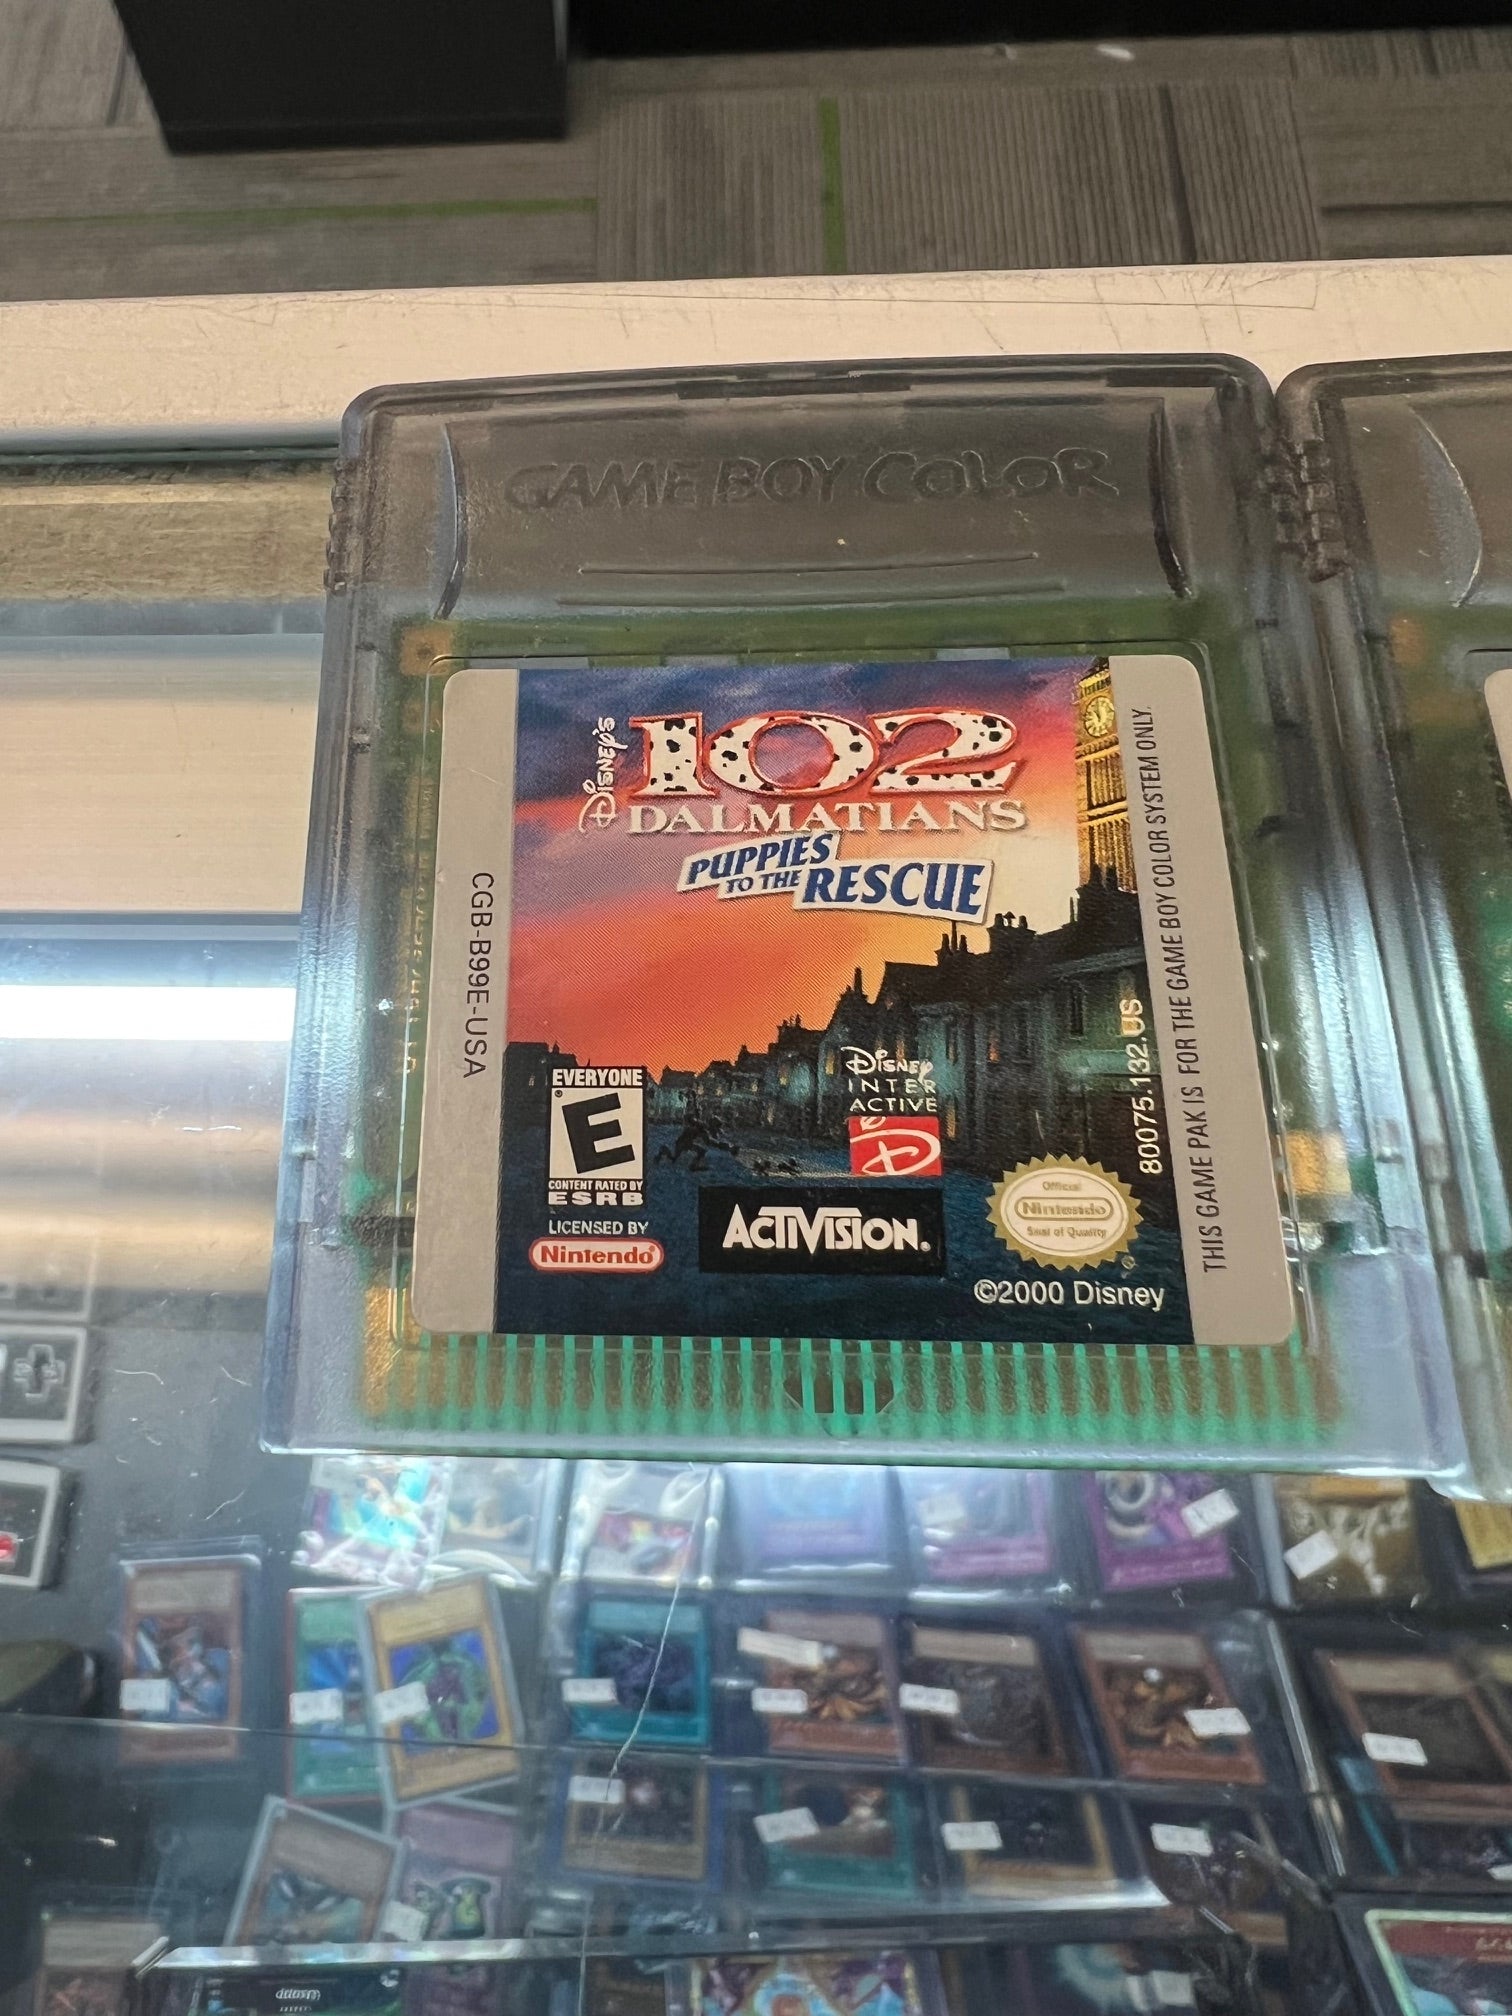 GAME BOY COLOR
Disney's
102
DALMATIANS
PUPPIES
TO THE RESCUE
CGB-B99E-USA
EVERYONE
E
CONTENT RATED BY
ESRB
LICENSED BY
Nintendo®
DISNEY
INTER
ACTIVE
D
ACTIVISION®
Official
Nintendo
Seal of Quality
©2000 Disney
80075.132.US
THIS GAME PAK IS FOR THE GAME BOY COLOR SYSTEM ONLY.